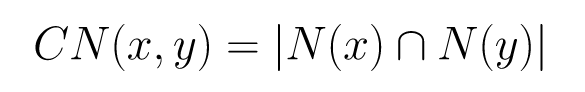 CN(x, y) = |N(x) ∩ N(y)|